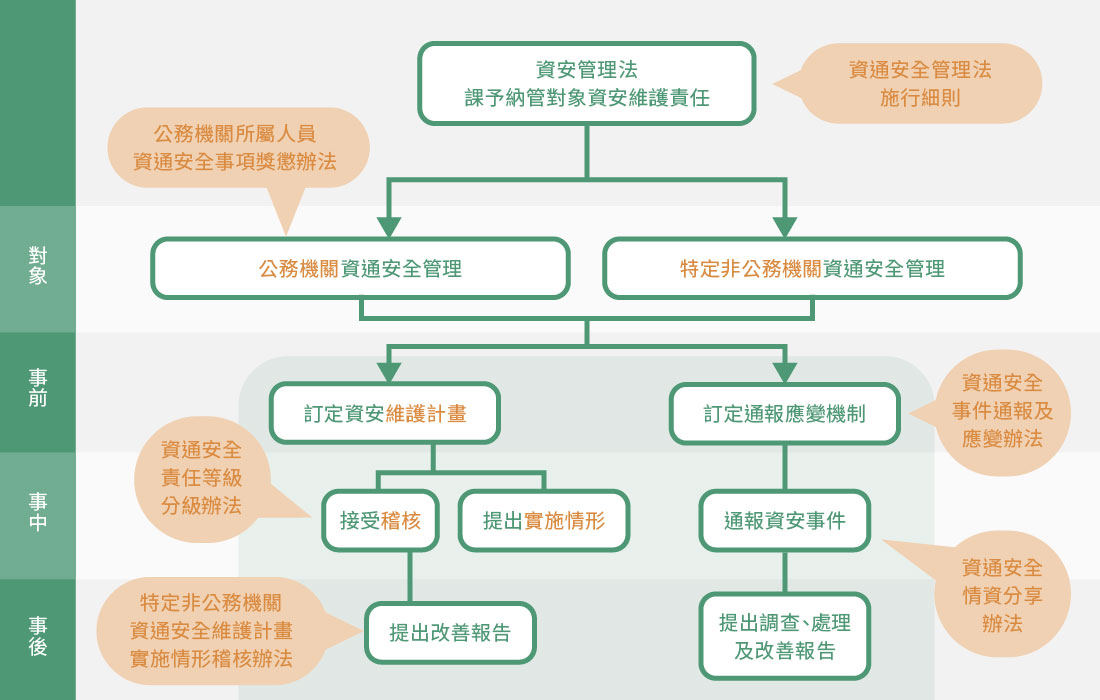 資安管理法
課予納管對象資安維護責任
資通安全管理法
施行細則
公務機關所屬人員
資通安全事項獎懲辦法
對象
公務機關資通安全管理
特定非公務機關資通安全管理
事前
訂定資安維護計畫
訂定通報應變機制
資通安全
事件通報及
應變辦法
資通安全
責任等級
分級辦法
事中
接受稽核
提出實施情形
通報資安事件
資通安全
情資分享
辦法
事後
特定非公務機關
資通安全維護計畫
實施情形稽核辦法
提出改善報告
提出調查、處理
及改善報告